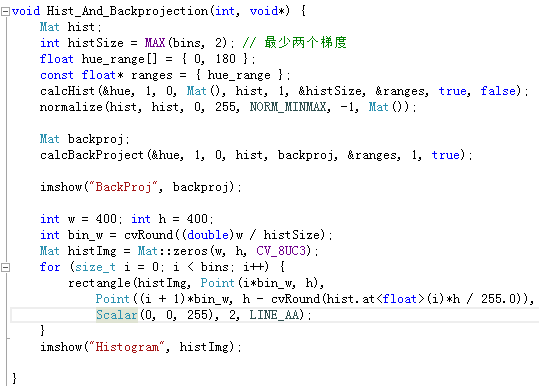 void Hist_And_Backprojection(int, void*) {
Mat hist;
int histSize = MAX(bins, 2); // 最少两个梯度
float hue_range[] = { 0, 180 };
const float* ranges = { hue_range };
calcHist(&hue, 1, 0, Mat(), hist, 1, &histSize, &ranges, true, false);
normalize(hist, hist, 0, 255, NORM_MINMAX, -1, Mat());
Mat backproj;
calcBackProject(&hue, 1, 0, hist, backproj, &ranges, 1, true);
imshow("BackProj", backproj);
int w = 400; int h = 400;
int bin_w = cvRound((double)w / histSize);
Mat histImg = Mat::zeros(w, h, CV_8UC3);
for (size_t i = 0; i < bins; i++) {
rectangle(histImg, Point(i*bin_w, h),
Point((i + 1)*bin_w, h - cvRound(hist.at<float>(i)*h / 255.0)),
Scalar(0, 0, 255), 2, LINE_AA);
}
imshow("Histogram", histImg);
}